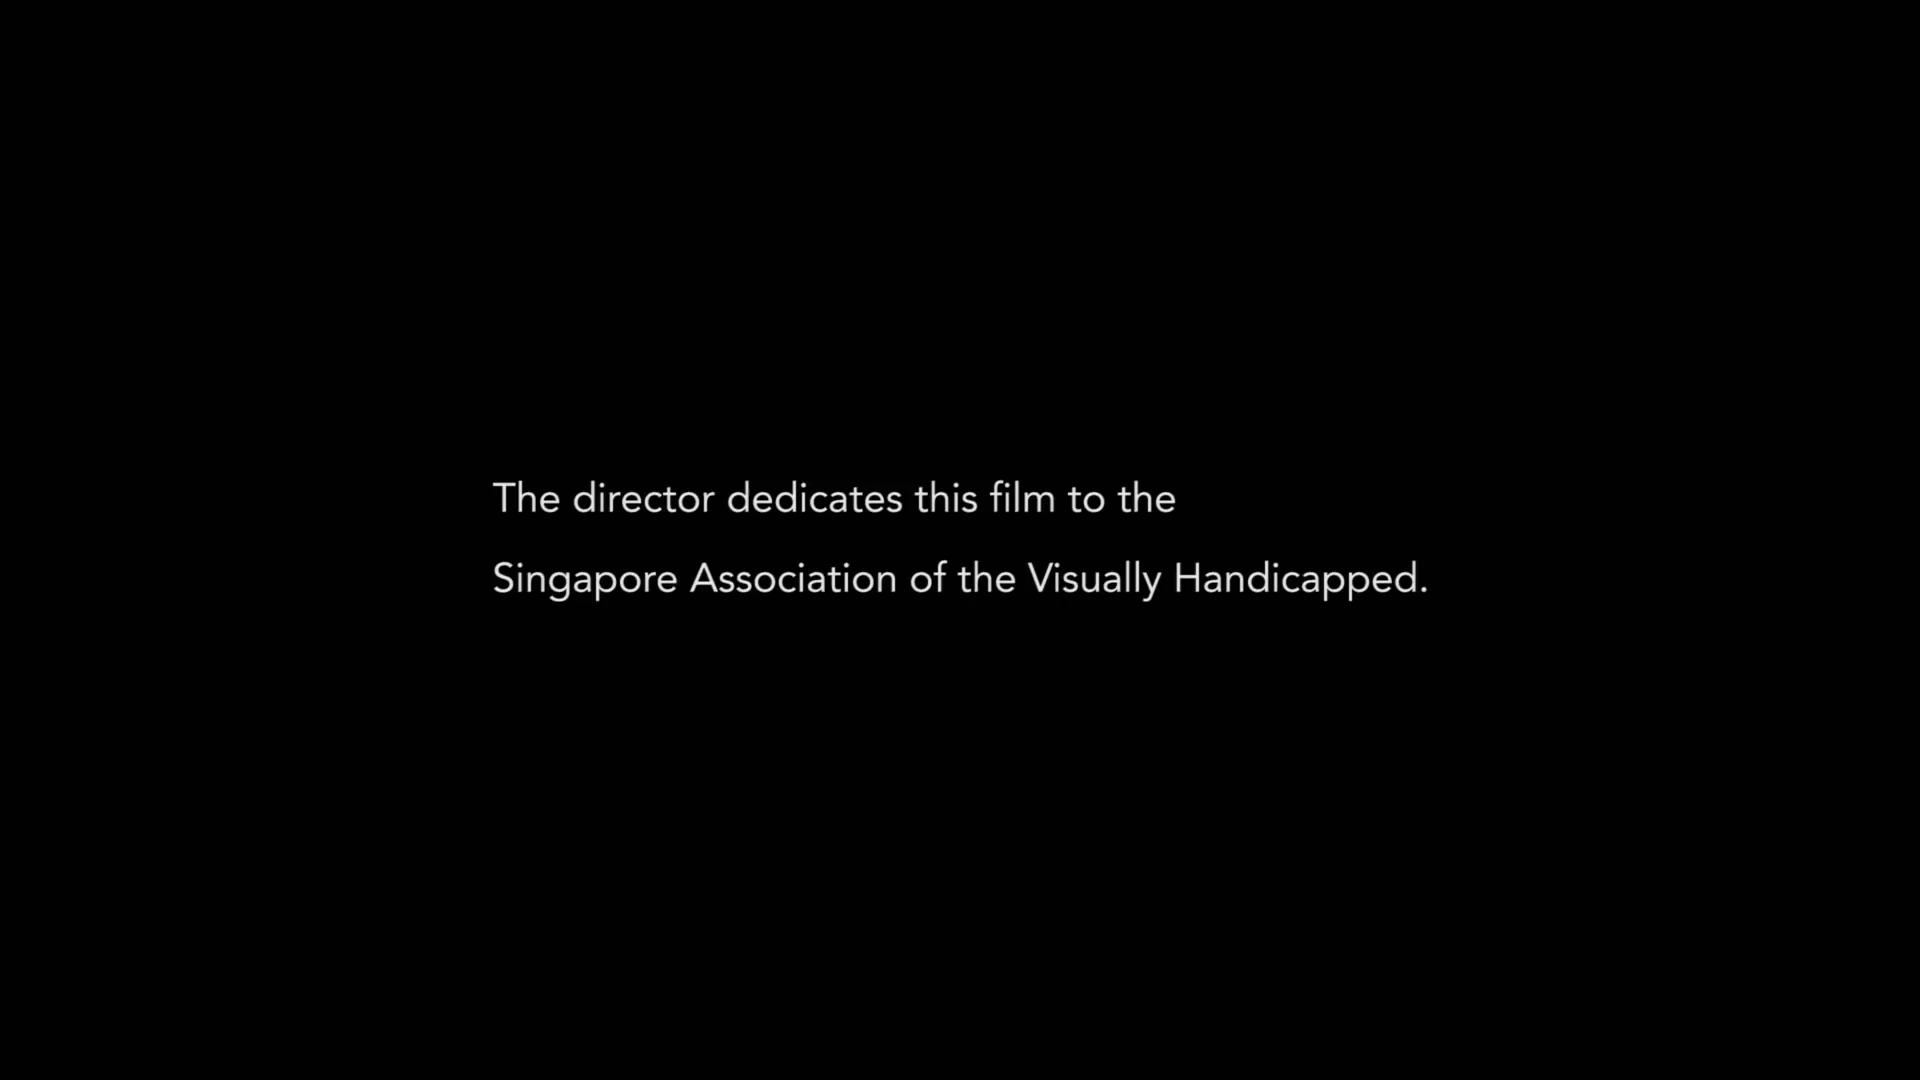 The director dedicates this film to the
Singapore Association of the Visually Handicapped.